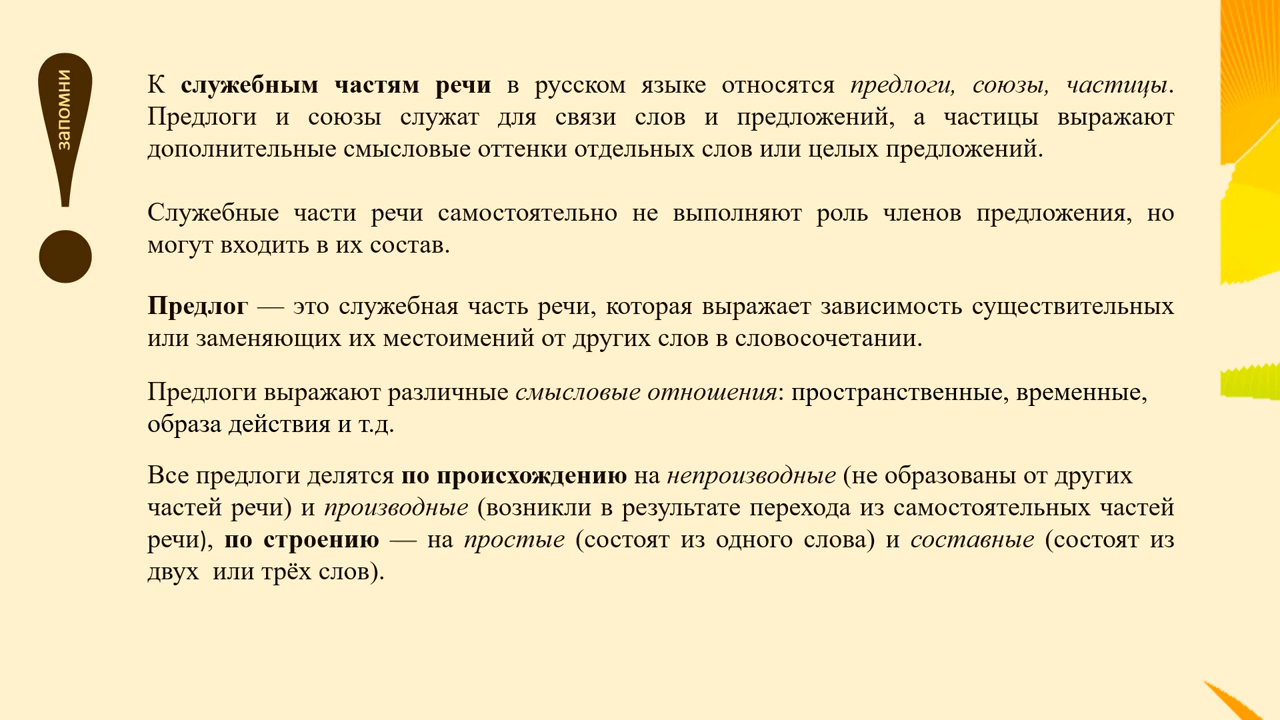 запомни
К служебным частям речи в русском языке относятся предлоги, союзы, частицы.
Предлоги и союзы служат для связи слов и предложений, а частицы выражают
дополнительные смысловые оттенки отдельных слов или целых предложений.
Служебные части речи самостоятельно не выполняют роль членов предложения, но
могут входить в их состав.
Предлог — это служебная часть речи, которая выражает зависимость существительных
или заменяющих их местоимений от других слов в словосочетании.
Предлоги выражают различные смысловые отношения: пространственные, временные,
образа действия и т.д.
Все предлоги делятся по происхождению на непроизводные (не образованы от других
частей речи) и производные (возникли в результате перехода из самостоятельных частей
речи), по строению — на простые (состоят из одного слова) и составные (состоят из
двух или трёх слов).